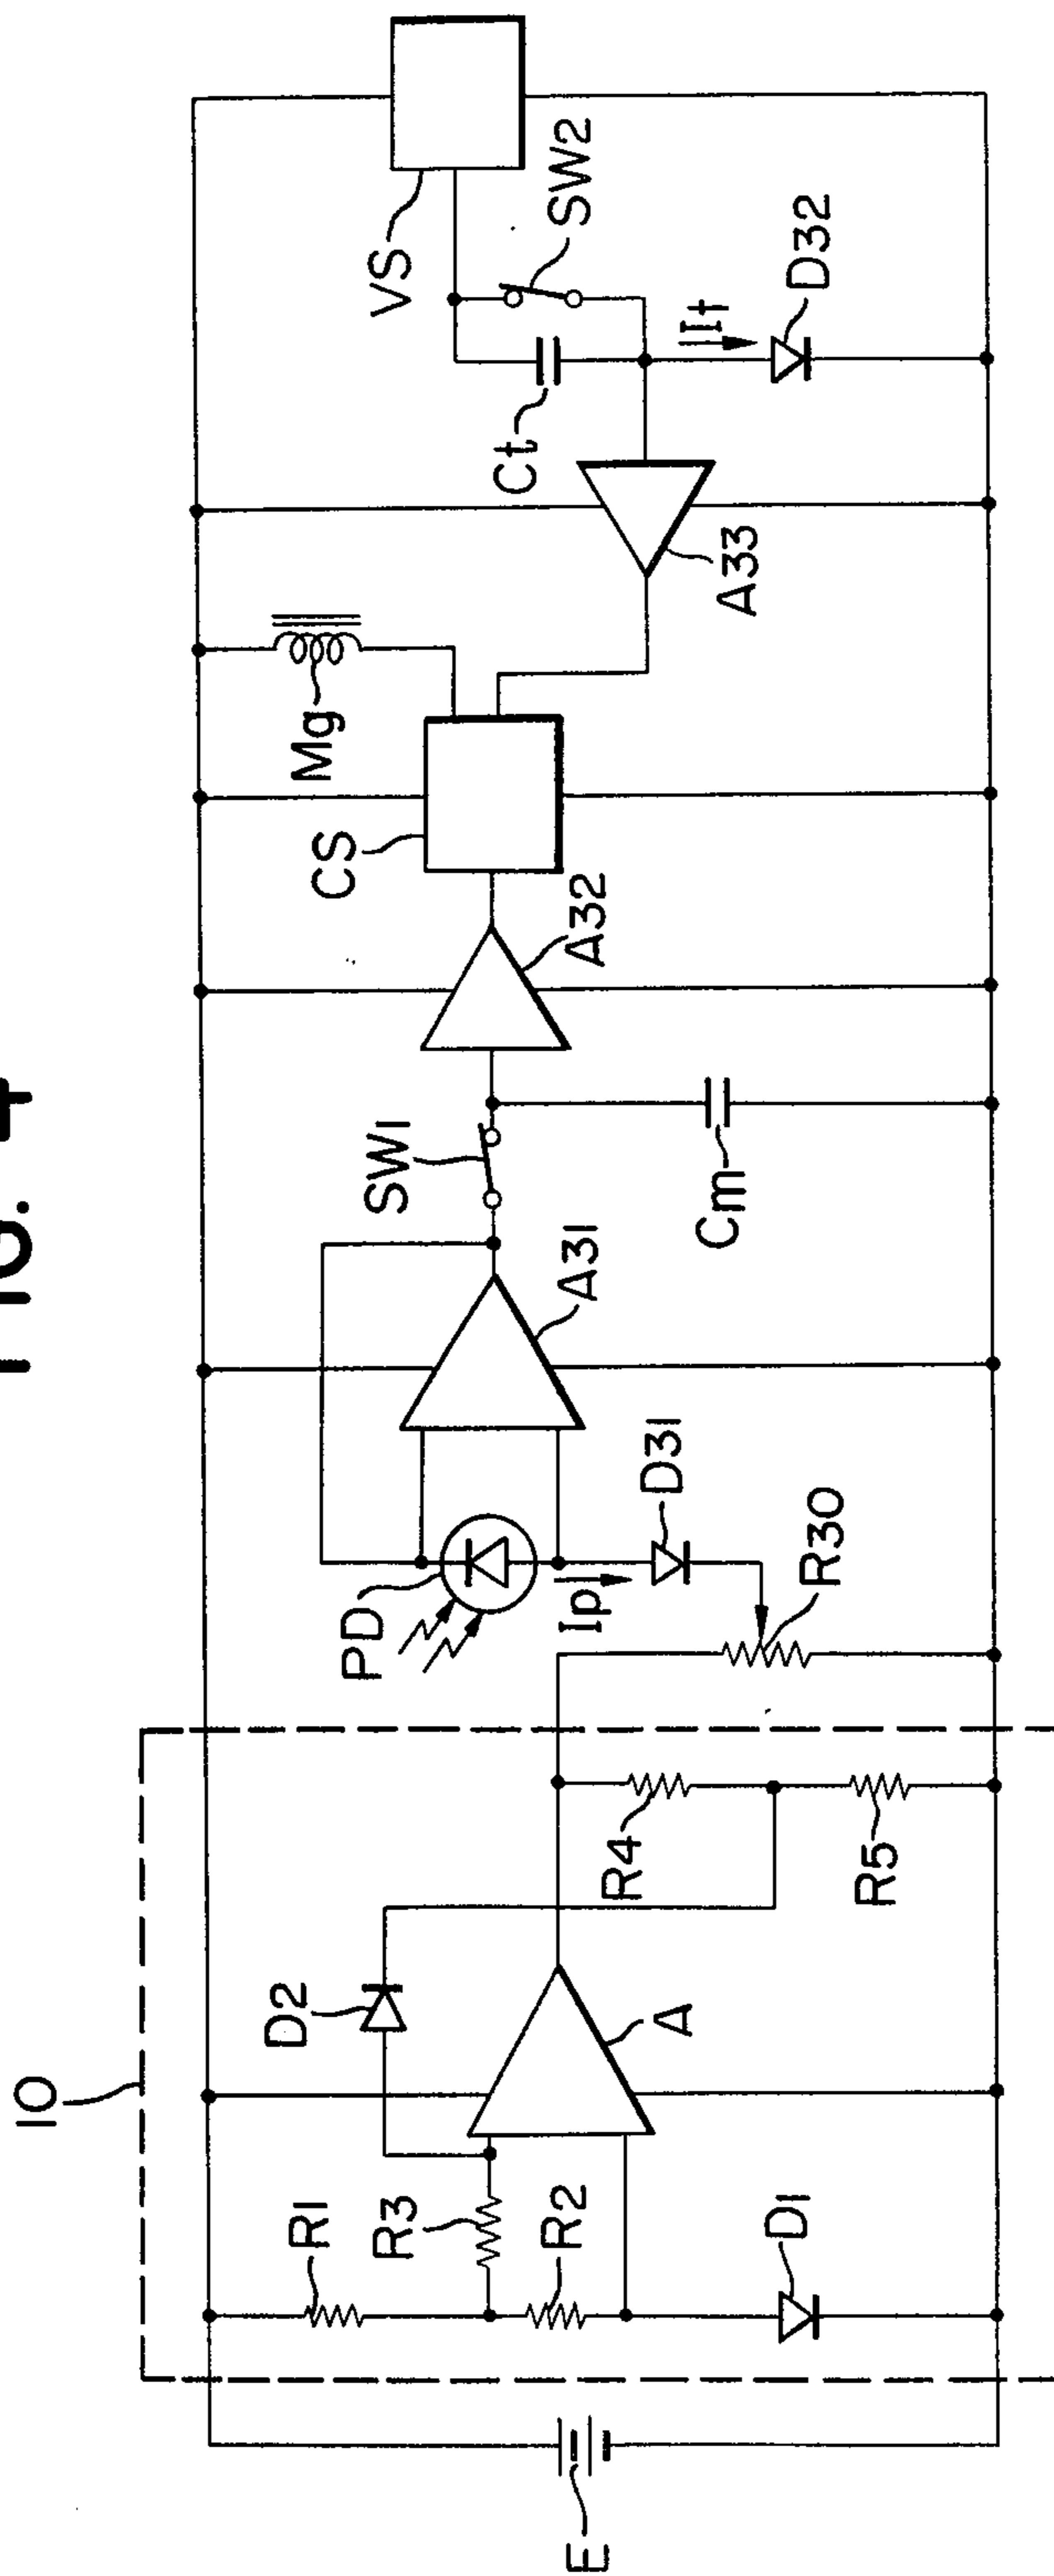 FIG. 4
10
E
R1
R3
R2
D1
D2
A
R4
R5
PD
Ip
D31
R30
A31
SW1
Cm
A32
CS
Mg
A33
Ct
It
D32
SW2
VS